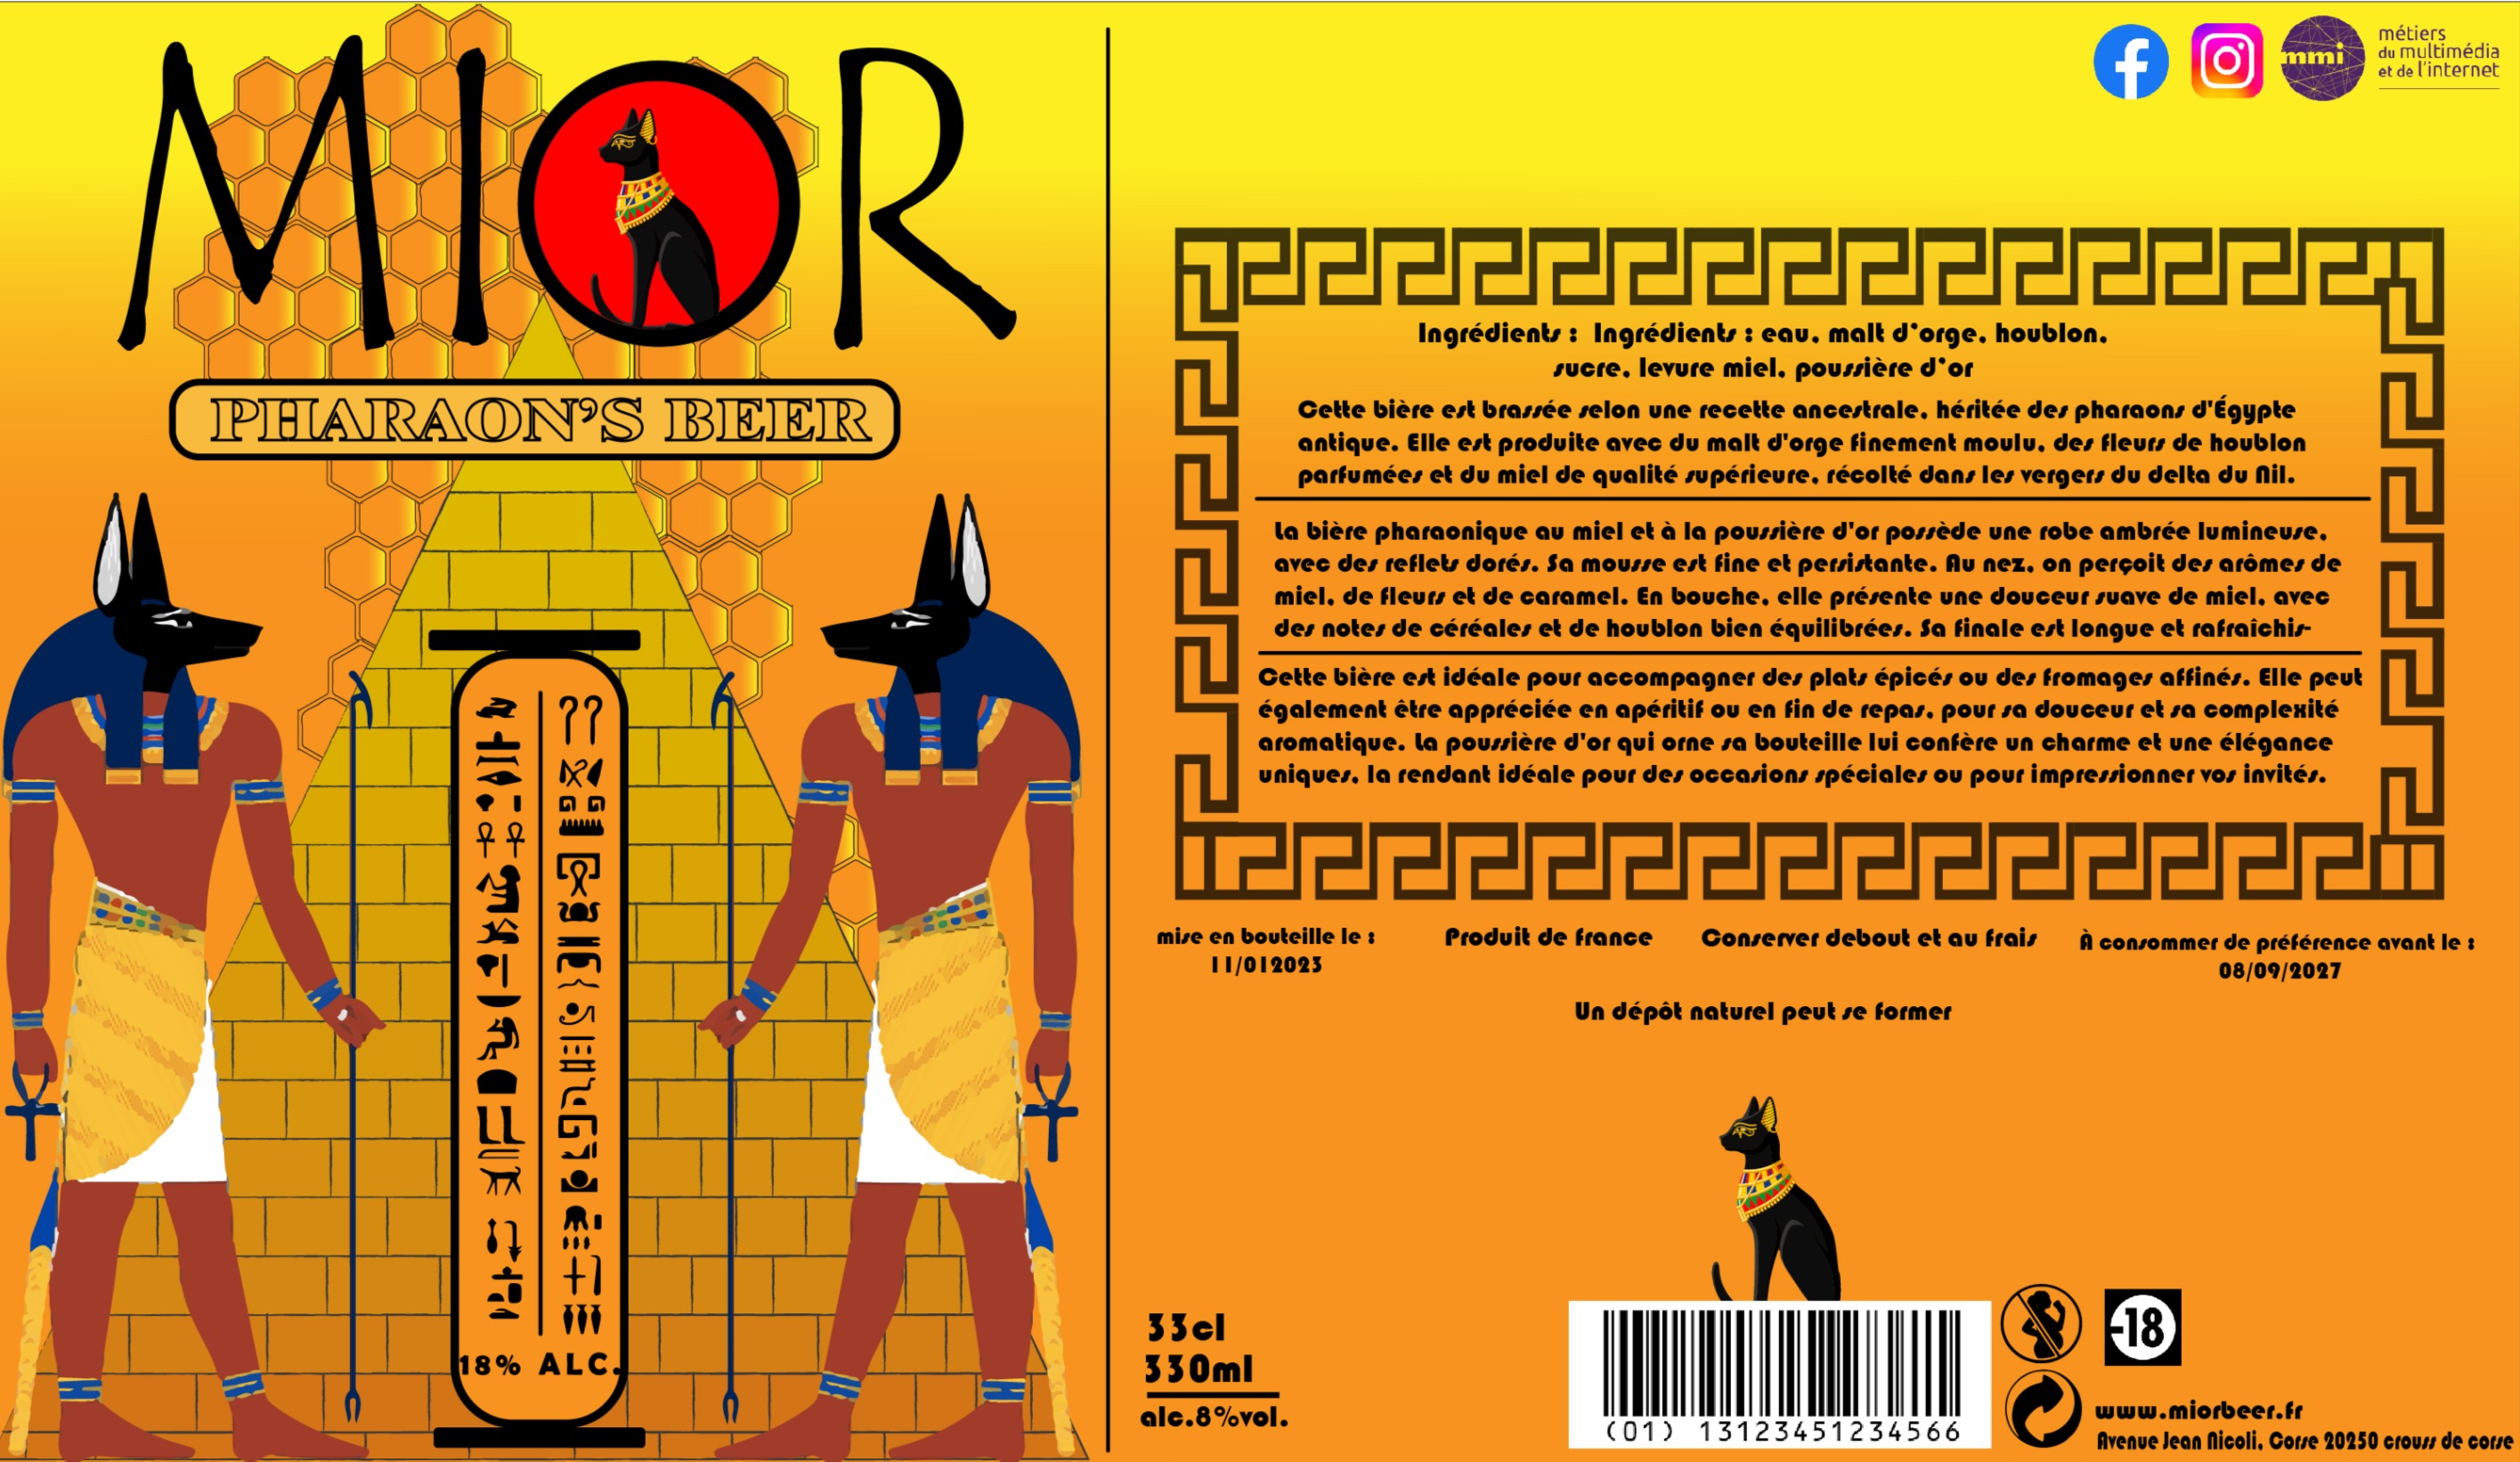 MIOR
PHARAON'S BEER
18% ALC.
mmi
métiers
du multimédia
et de l'internet
Ingrédients : Ingrédients : eau, malt d'orge, houblon,
sucre, levure miel, poussière d'or
Cette bière est brassée selon une recette ancestrale, héritée des pharaons d'Égypte
antique. Elle est produite avec du malt d'orge finement moulu, des fleurs de houblon
parfumées et du miel de qualité supérieure, récolté dans les vergers du delta du Nil.
La bière pharaonique au miel et à la poussière d'or possède une robe ambrée lumineuse,
avec des reflets dorés. Sa mousse est fine et persistante. Au nez, on perçoit des arômes de
miel, de fleurs et de caramel. En bouche, elle présente une douceur suave de miel, avec
des notes de céréales et de houblon bien équilibrées. Sa finale est longue et rafraîchis-
Cette bière est idéale pour accompagner des plats épicés ou des fromages affinés. Elle peut
également être appréciée en apéritif ou en fin de repas, pour sa douceur et sa complexité
aromatique. La poussière d'or qui orne sa bouteille lui confère un charme et une élégance
uniques, la rendant idéale pour des occasions spéciales ou pour impressionner vos invités.
mise en bouteille le :
11/012023
Produit de france
Conserver debout et au frais
À consommer de préférence avant le :
08/09/2027
Un dépôt naturel peut se former
33cl
330ml
alc.8%vol.
(01) 13123451234566
-18
www.miorbeer.fr
Avenue Jean Nicoli, Corse 20250 crouss de corse